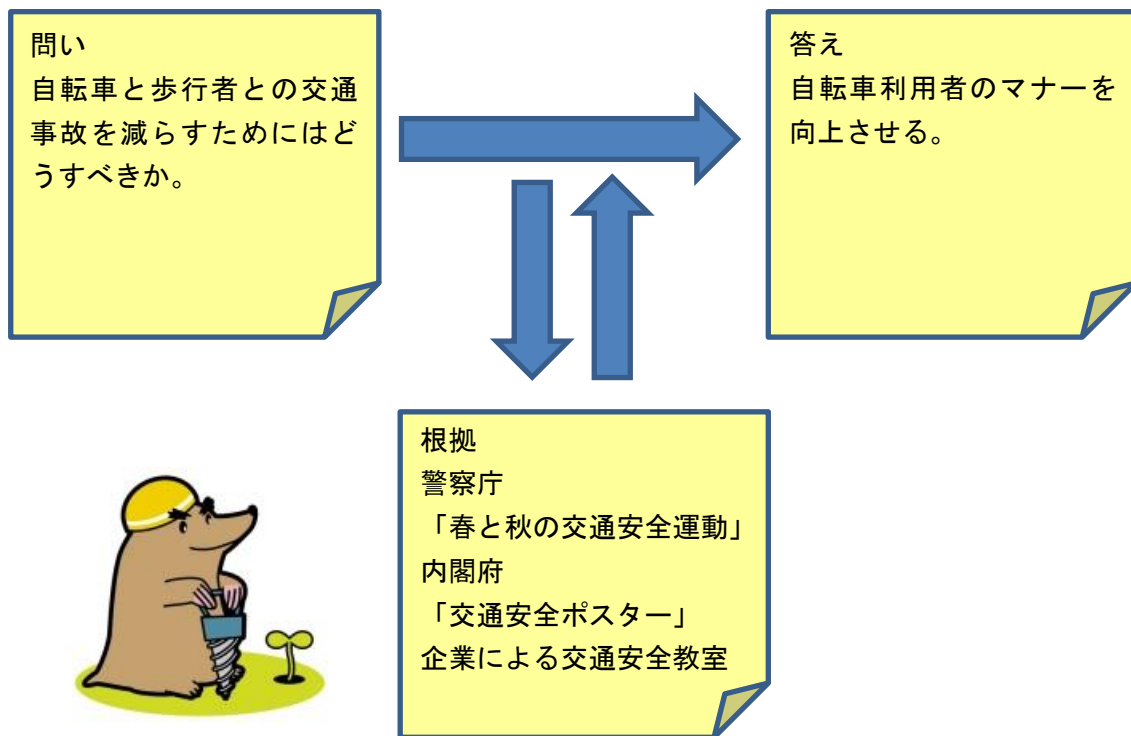 問い
自転車と歩行者との交通
事故を減らすためにはど
うすべきか。
答え
自転車利用者のマナーを
向上させる。
根拠
警察庁
「春と秋の交通安全運動」
内閣府
「交通安全ポスター」
企業による交通安全教室